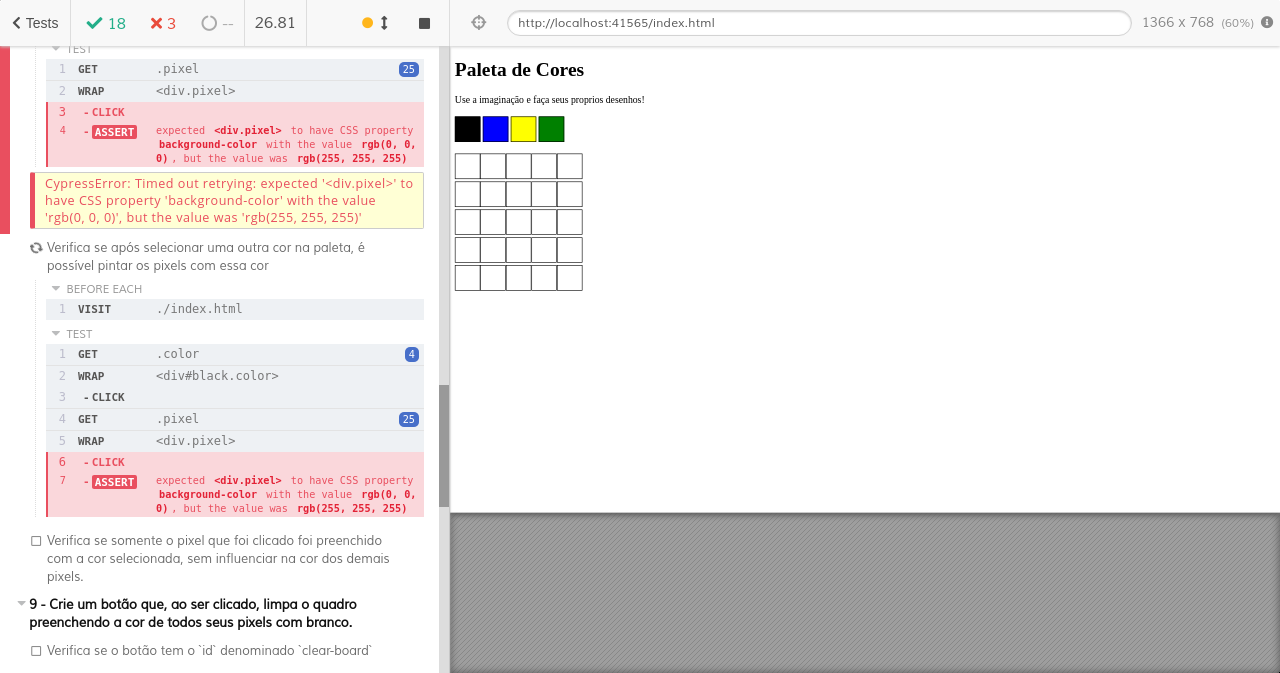 Tests
18
3
--
26.81
http://localhost:41565/index.html
1366 x 768 (60%)
TEST
1 GET .pixel 25
2 WRAP <div.pixel>
3 - CLICK
4 - ASSERT expected <div.pixel> to have CSS property
background-color with the value rgb(0, 0,
0) , but the value was rgb(255, 255, 255)
CypressError: Timed out retrying: expected '<div.pixel>' to
have CSS property 'background-color' with the value
'rgb(0, 0, 0)', but the value was 'rgb(255, 255, 255)'
Verifica se após selecionar uma outra cor na paleta, é
possível pintar os pixels com essa cor
BEFORE EACH
1 VISIT ./index.html
TEST
1 GET .color 4
2 WRAP <div#black.color>
3 - CLICK
4 GET .pixel 25
5 WRAP <div.pixel>
6 - CLICK
7 - ASSERT expected <div.pixel> to have CSS property
background-color with the value rgb(0, 0,
0) , but the value was rgb(255, 255, 255)
Verifica se somente o pixel que foi clicado foi preenchido
com a cor selecionada, sem influenciar na cor dos demais
pixels.
9 - Crie um botão que, ao ser clicado, limpa o quadro
preenchendo a cor de todos seus pixels com branco.
Verifica se o botão tem o `id` denominado `clear-board`
Paleta de Cores
Use a imaginação e faça seus proprios desenhos!